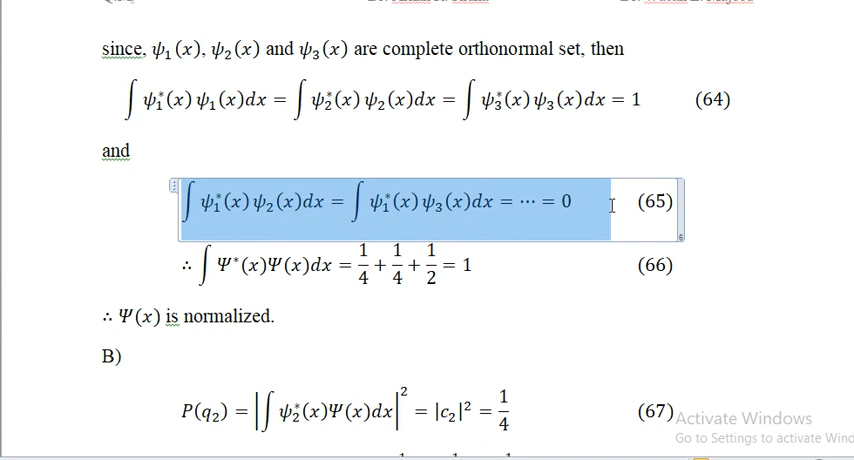 since, ψ₁(x), ψ₂(x) and ψ₃(x) are complete orthonormal set, then
∫ ψ₁*(x) ψ₁(x)dx = ∫ ψ₂*(x) ψ₂(x)dx = ∫ ψ₃*(x) ψ₃(x)dx = 1 (64)
and
∫ ψ₁*(x) ψ₂(x)dx = ∫ ψ₁*(x) ψ₃(x)dx = ⋯ = 0 (65)
∴ ∫ Ψ*(x)Ψ(x)dx = 1/4 + 1/4 + 1/2 = 1 (66)
∴ Ψ(x) is normalized.
B)
P(q₂) = |∫ ψ₂*(x)Ψ(x)dx|² = |c₂|² = 1/4 (67)
Activate Windows
Go to Settings to activate Wind